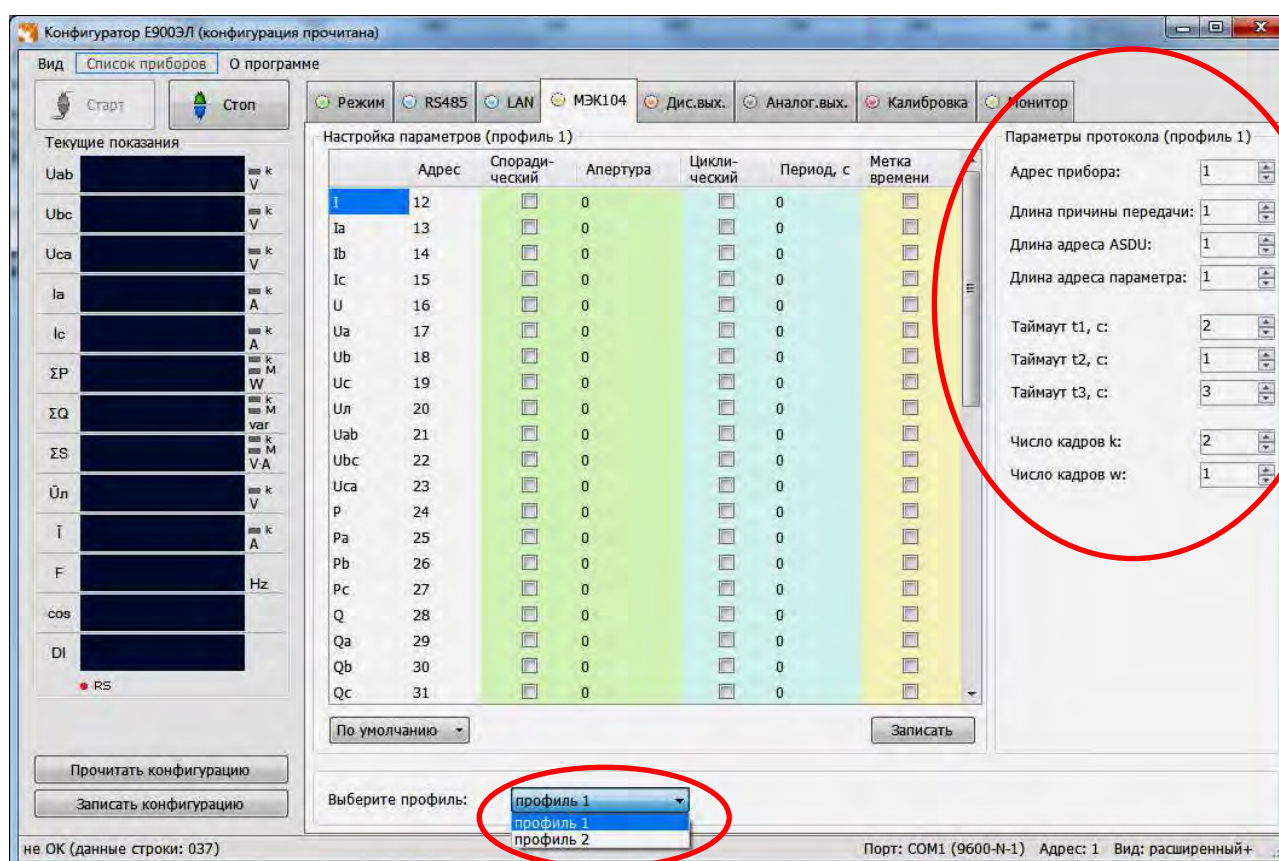 Конфигуратор E900ЭЛ (конфигурация прочитана)
Вид Список приборов О программе
Старт Стоп
Текущие показания
Uab k V
Ubc k V
Uca k V
Ia k A
Ic k A
ΣP k M W
ΣQ k M var
ΣS k M V·A
Ūл k V
Ī k A
F Hz
cos
DI
RS
Прочитать конфигурацию
Записать конфигурацию
Режим RS485 LAN МЭК104 Дис.вых. Аналог.вых. Калибровка Монитор
Настройка параметров (профиль 1)
Адрес Споради-ческий Апертура Цикли-ческий Период, с Метка времени
I 12 0 0
Ia 13 0 0
Ib 14 0 0
Ic 15 0 0
U 16 0 0
Ua 17 0 0
Ub 18 0 0
Uc 19 0 0
Uл 20 0 0
Uab 21 0 0
Ubc 22 0 0
Uca 23 0 0
P 24 0 0
Pa 25 0 0
Pb 26 0 0
Pc 27 0 0
Q 28 0 0
Qa 29 0 0
Qb 30 0 0
Qc 31 0 0
По умолчанию Записать
Параметры протокола (профиль 1)
Адрес прибора: 1
Длина причины передачи: 1
Длина адреса ASDU: 1
Длина адреса параметра: 1
Таймаут t1, с: 2
Таймаут t2, с: 1
Таймаут t3, с: 3
Число кадров k: 2
Число кадров w: 1
Выберите профиль: профиль 1
профиль 1
профиль 2
не ОК (данные строки: 037) Порт: COM1 (9600-N-1) Адрес: 1 Вид: расширенный+